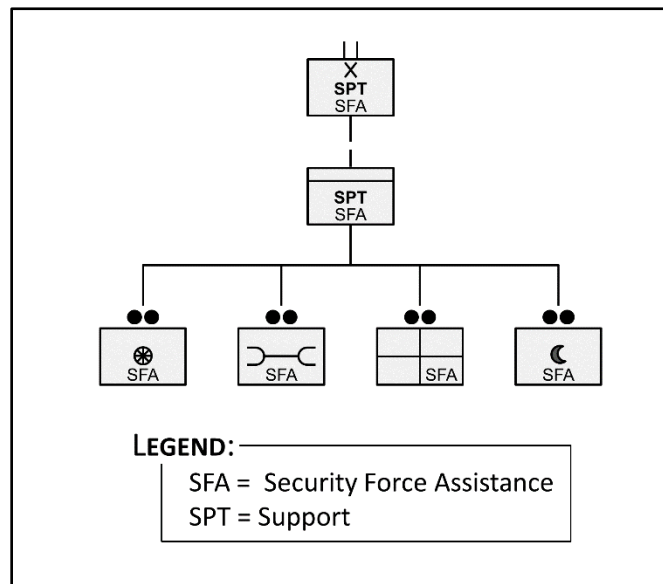 X
SPT
SFA
SPT
SFA
SFA
SFA
SFA
SFA
LEGEND:
SFA = Security Force Assistance
SPT = Support